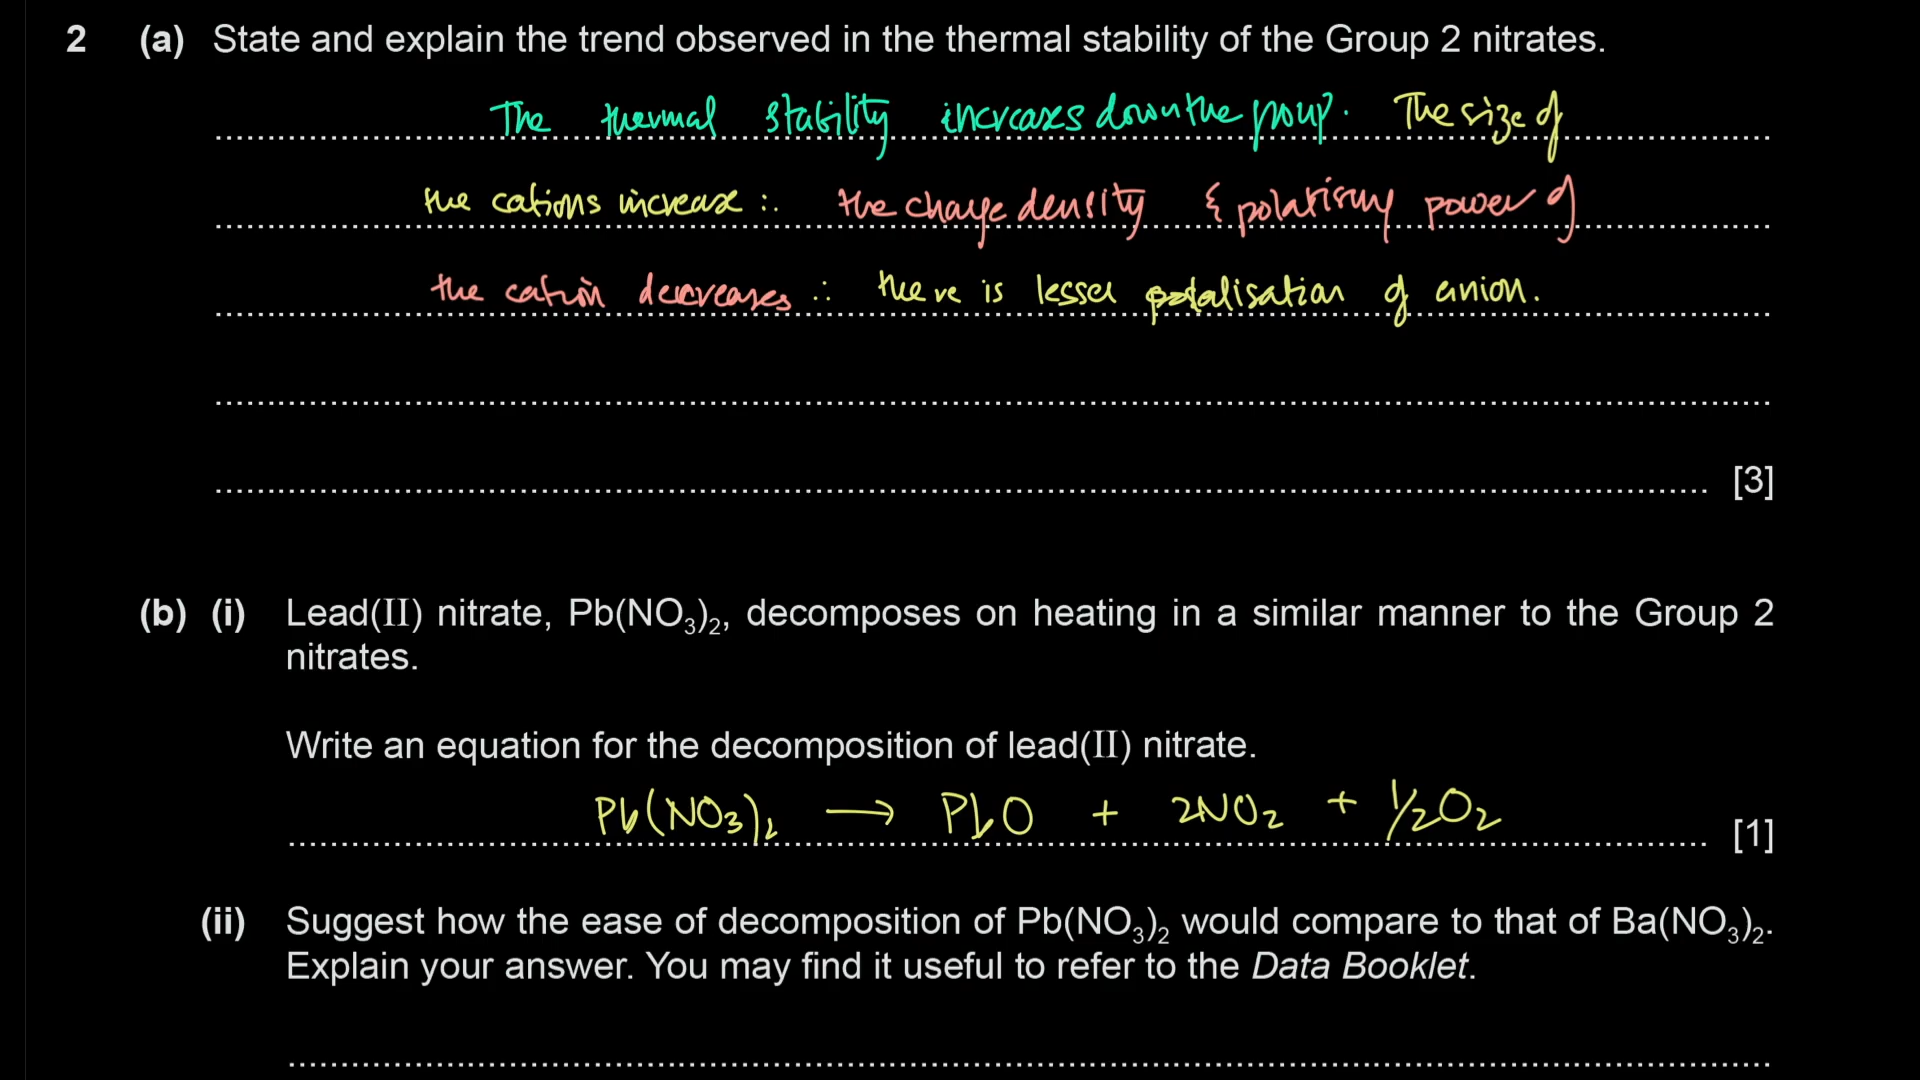 2 (a) State and explain the trend observed in the thermal stability of the Group 2 nitrates.
The thermal stability increases down the group. The size of
the cations increase ∴ the charge density & polarising power of
the cation decreases ∴ there is lesser polalisation of anion.
[3]
(b) (i) Lead(II) nitrate, Pb(NO₃)₂, decomposes on heating in a similar manner to the Group 2
nitrates.
Write an equation for the decomposition of lead(II) nitrate.
Pb(NO₃)₂ → PbO + 2NO₂ + 1/2O₂
[1]
(ii) Suggest how the ease of decomposition of Pb(NO₃)₂ would compare to that of Ba(NO₃)₂.
Explain your answer. You may find it useful to refer to the Data Booklet.